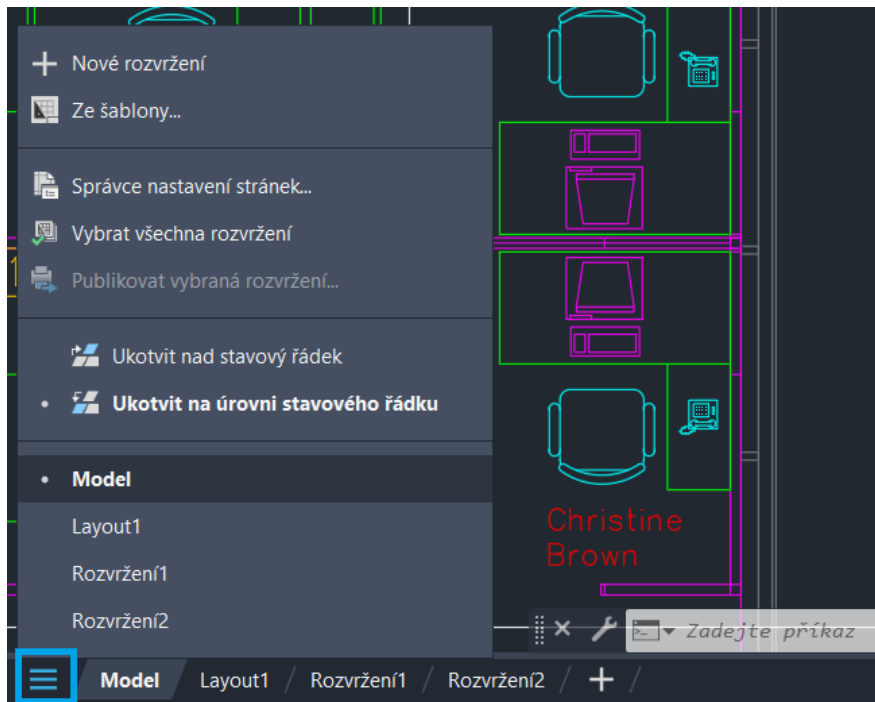 Nové rozvržení
Ze šablony...
Správce nastavení stránek...
Vybrat všechna rozvržení
Publikovat vybraná rozvržení...
Ukotvit nad stavový řádek
Ukotvit na úrovni stavového řádku
Model
Layout1
Rozvržení1
Rozvržení2
1
Christine
Brown
Zadejte příkaz
Model
Layout1
Rozvržení1
Rozvržení2